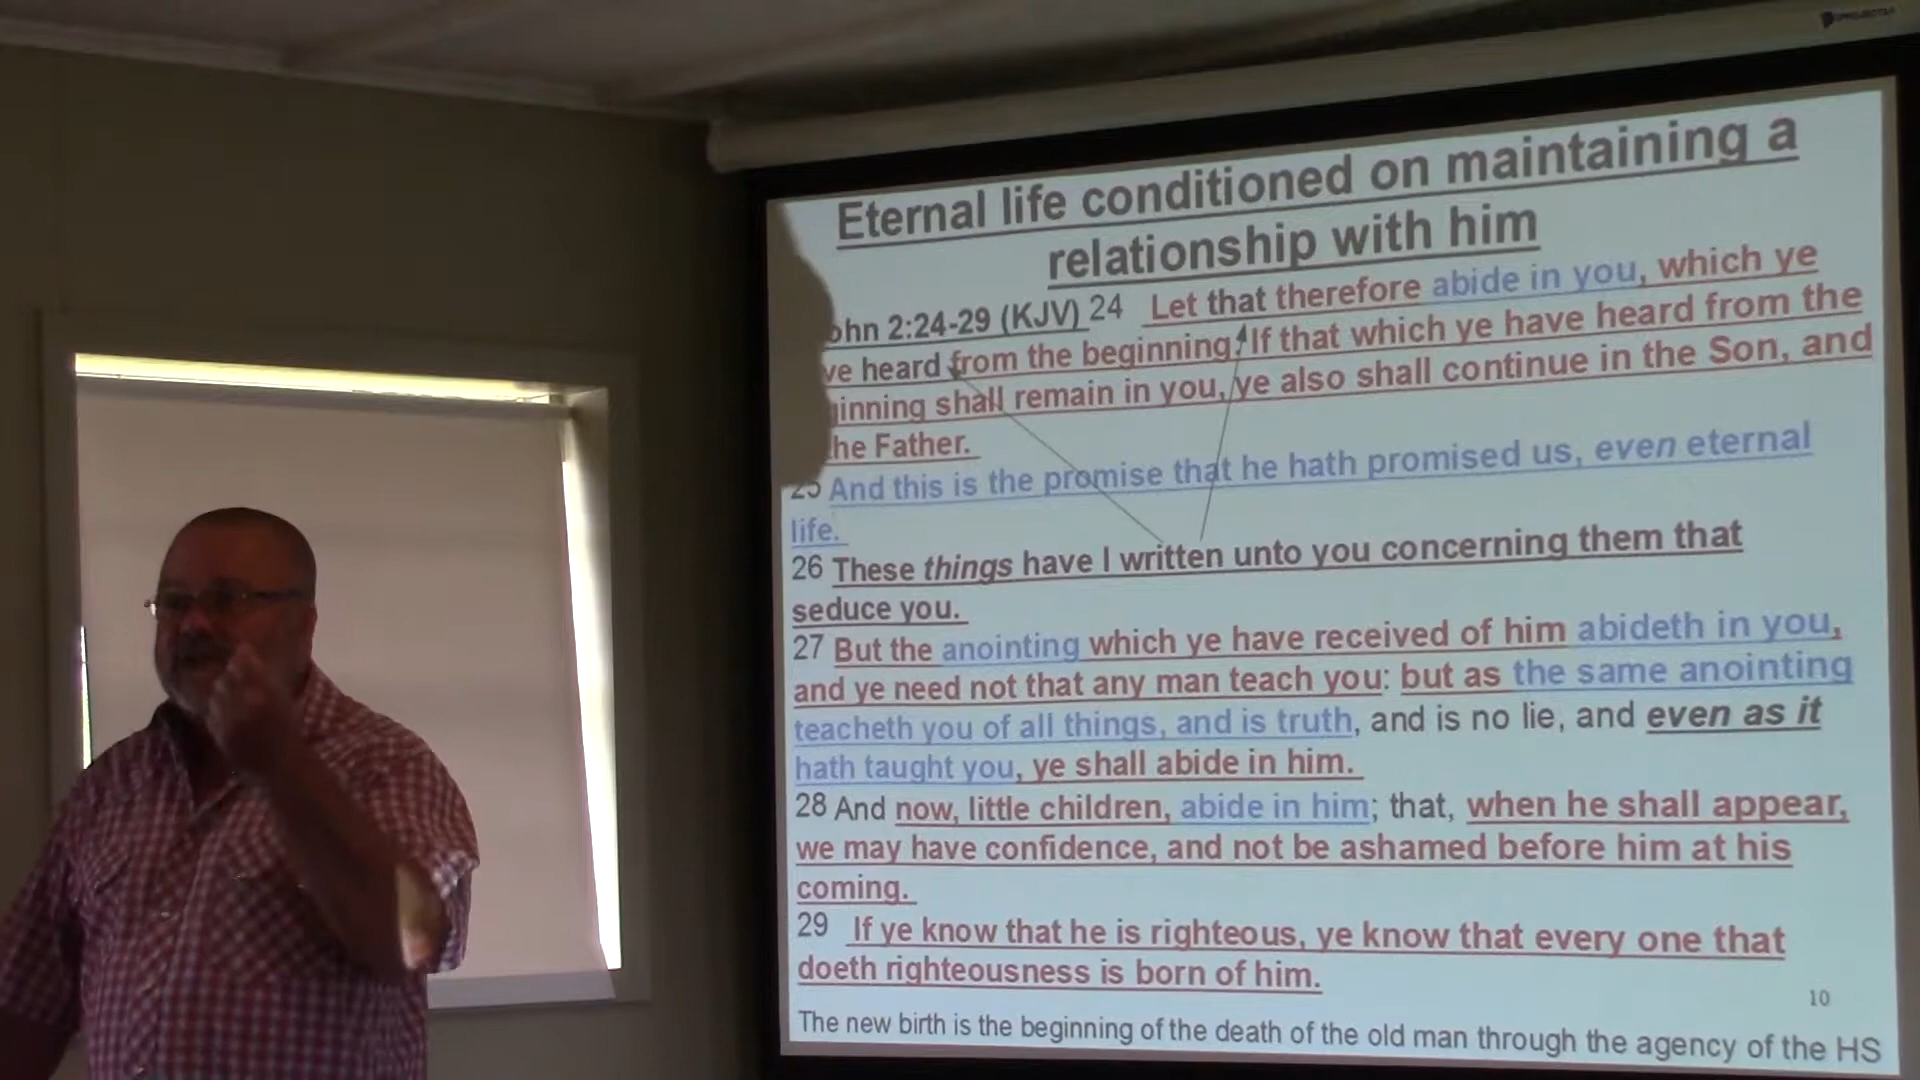 Eternal life conditioned on maintaining a
relationship with him
ohn 2:24-29 (KJV) 24 Let that therefore abide in you, which ye
ve heard from the beginning. If that which ye have heard from the
ginning shall remain in you, ye also shall continue in the Son, and
he Father.
25 And this is the promise that he hath promised us, even eternal
life.
26 These things have I written unto you concerning them that
seduce you.
27 But the anointing which ye have received of him abideth in you,
and ye need not that any man teach you: but as the same anointing
teacheth you of all things, and is truth, and is no lie, and even as it
hath taught you, ye shall abide in him.
28 And now, little children, abide in him; that, when he shall appear,
we may have confidence, and not be ashamed before him at his
coming.
29 If ye know that he is righteous, ye know that every one that
doeth righteousness is born of him.
10
The new birth is the beginning of the death of the old man through the agency of the HS